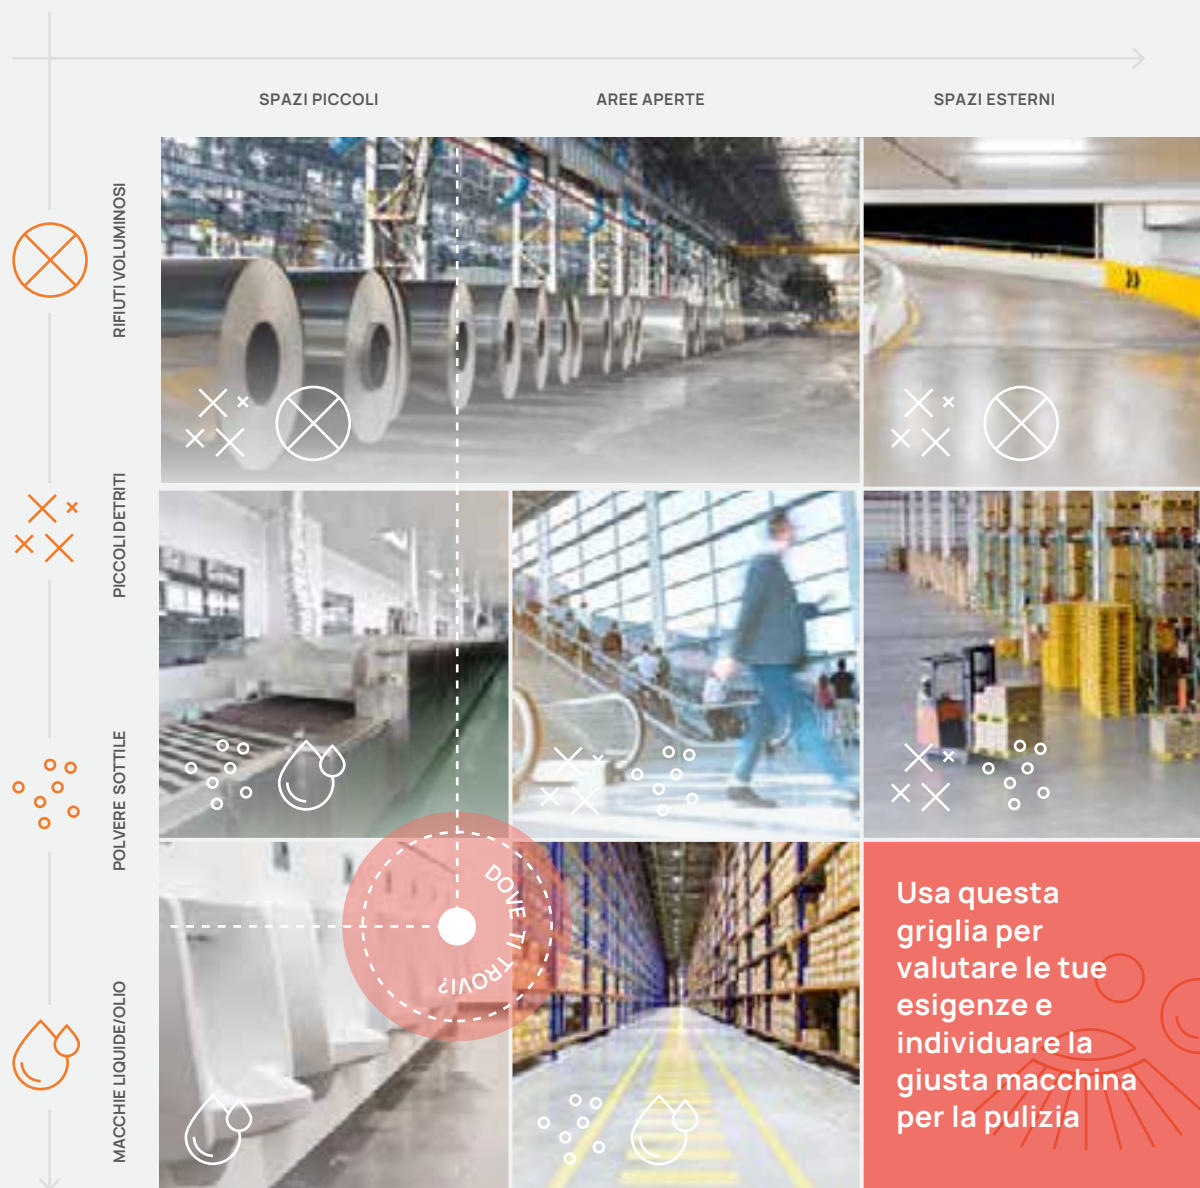 SPAZI PICCOLI
AREE APERTE
SPAZI ESTERNI
RIFIUTI VOLUMINOSI
PICCOLI DETRITI
POLVERE SOTTILE
MACCHIE LIQUIDE/OLIO
DOVE TI TROVI?
Usa questa
griglia per
valutare le tue
esigenze e
individuare la
giusta macchina
per la pulizia